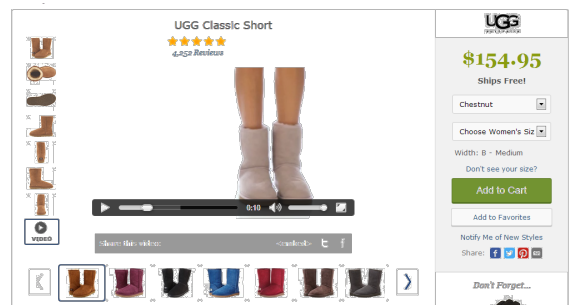 UGG Classic Short
4,252 Reviews
VIDEO
0:10
Share this video:
<embed>
UGG
$154.95
Ships Free!
Chestnut
Choose Women's Siz
Width: B - Medium
Don't see your size?
Add to Cart
Add to Favorites
Notify Me of New Styles
Share:
Don't Forget...